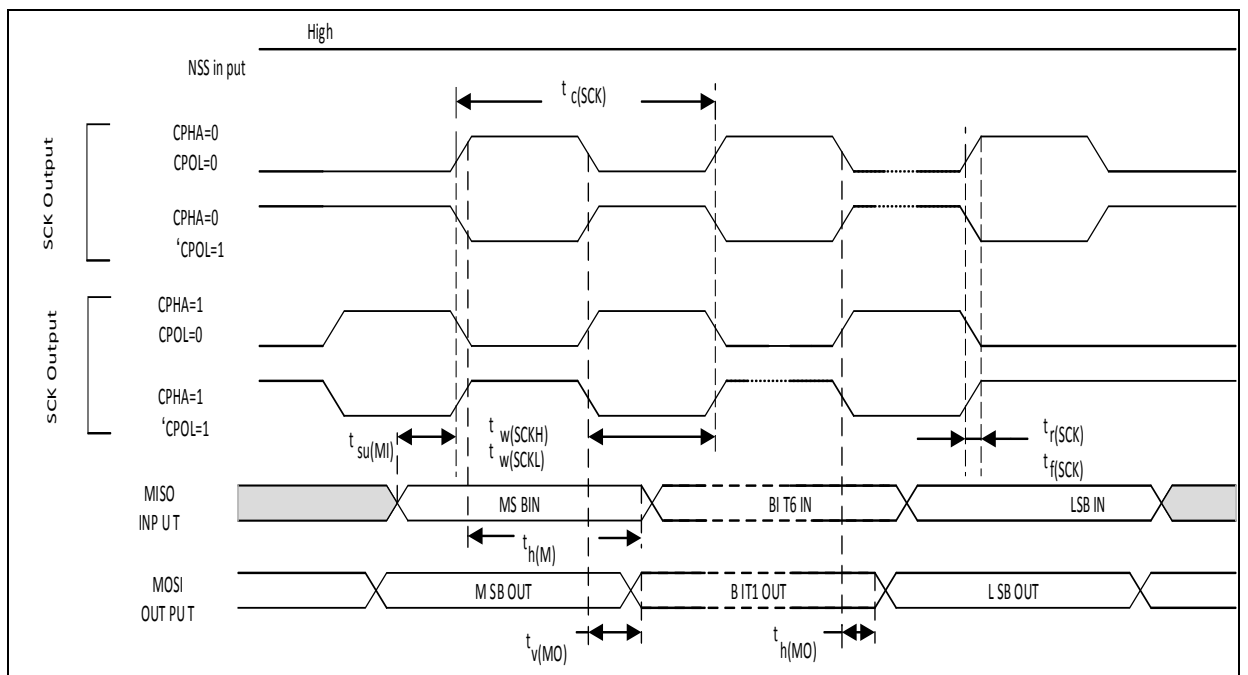 High
NSS in put
t c(SCK)
SCK Output
CPHA=0
CPOL=0
CPHA=0
‘CPOL=1
SCK Output
CPHA=1
CPOL=0
CPHA=1
‘CPOL=1
t su(MI)
t w(SCKH)
t w(SCKL)
t r(SCK)
t f(SCK)
MISO
INP U T
MS BIN
BI T6 IN
LSB IN
t h(M)
MOSI
OUT PU T
M SB OUT
B IT1 OUT
L SB OUT
t v(MO)
t h(MO)